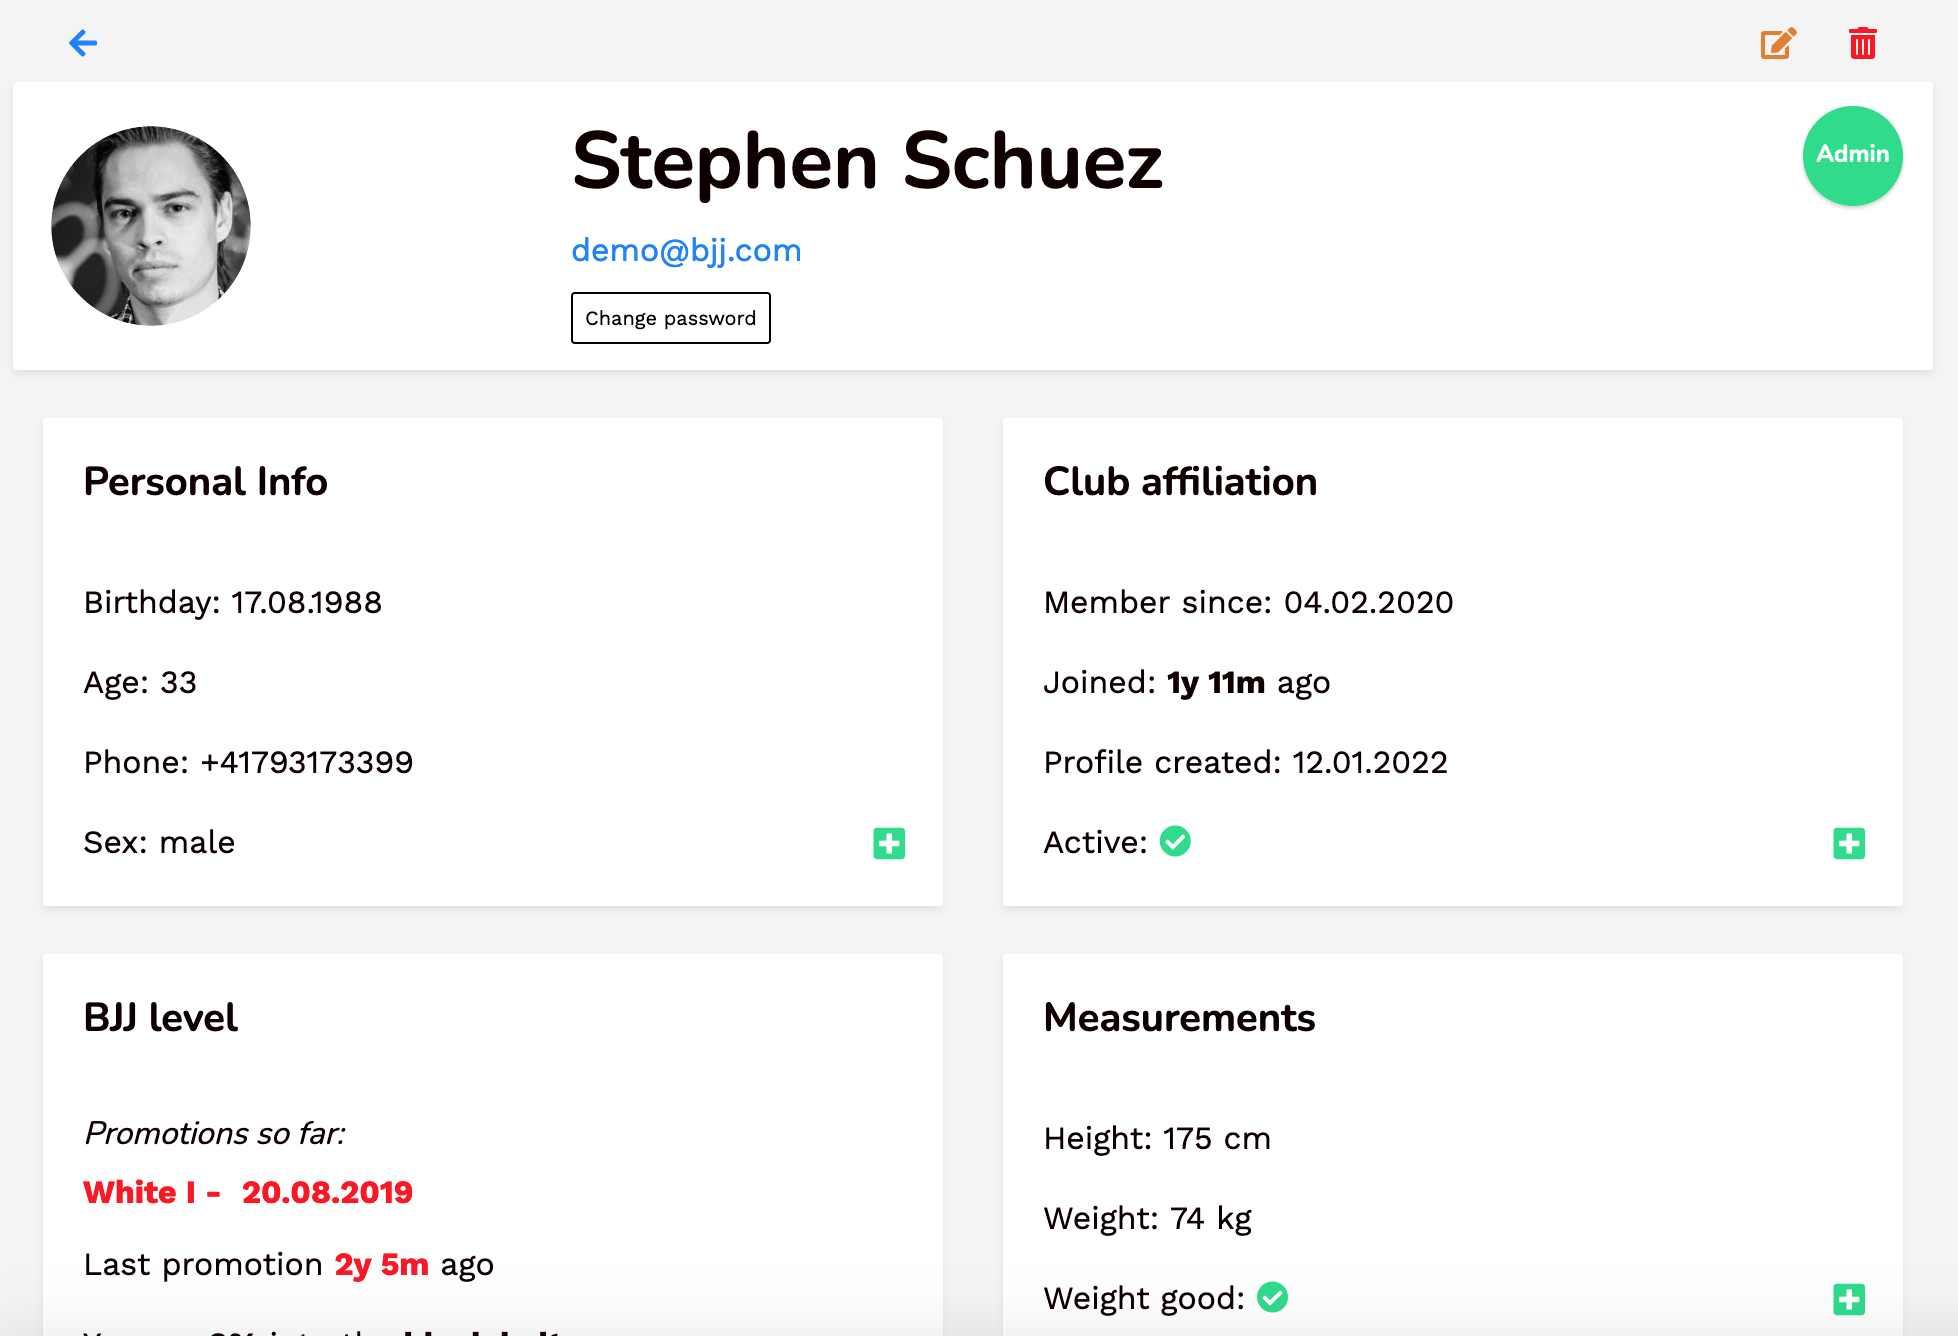 Stephen Schuez
Admin
demo@bjj.com
Change password
Personal Info
Birthday: 17.08.1988
Age: 33
Phone: +41793173399
Sex: male
Club affiliation
Member since: 04.02.2020
Joined: 1y 11m ago
Profile created: 12.01.2022
Active:
BJJ level
Promotions so far:
White I - 20.08.2019
Last promotion 2y 5m ago
Measurements
Height: 175 cm
Weight: 74 kg
Weight good: